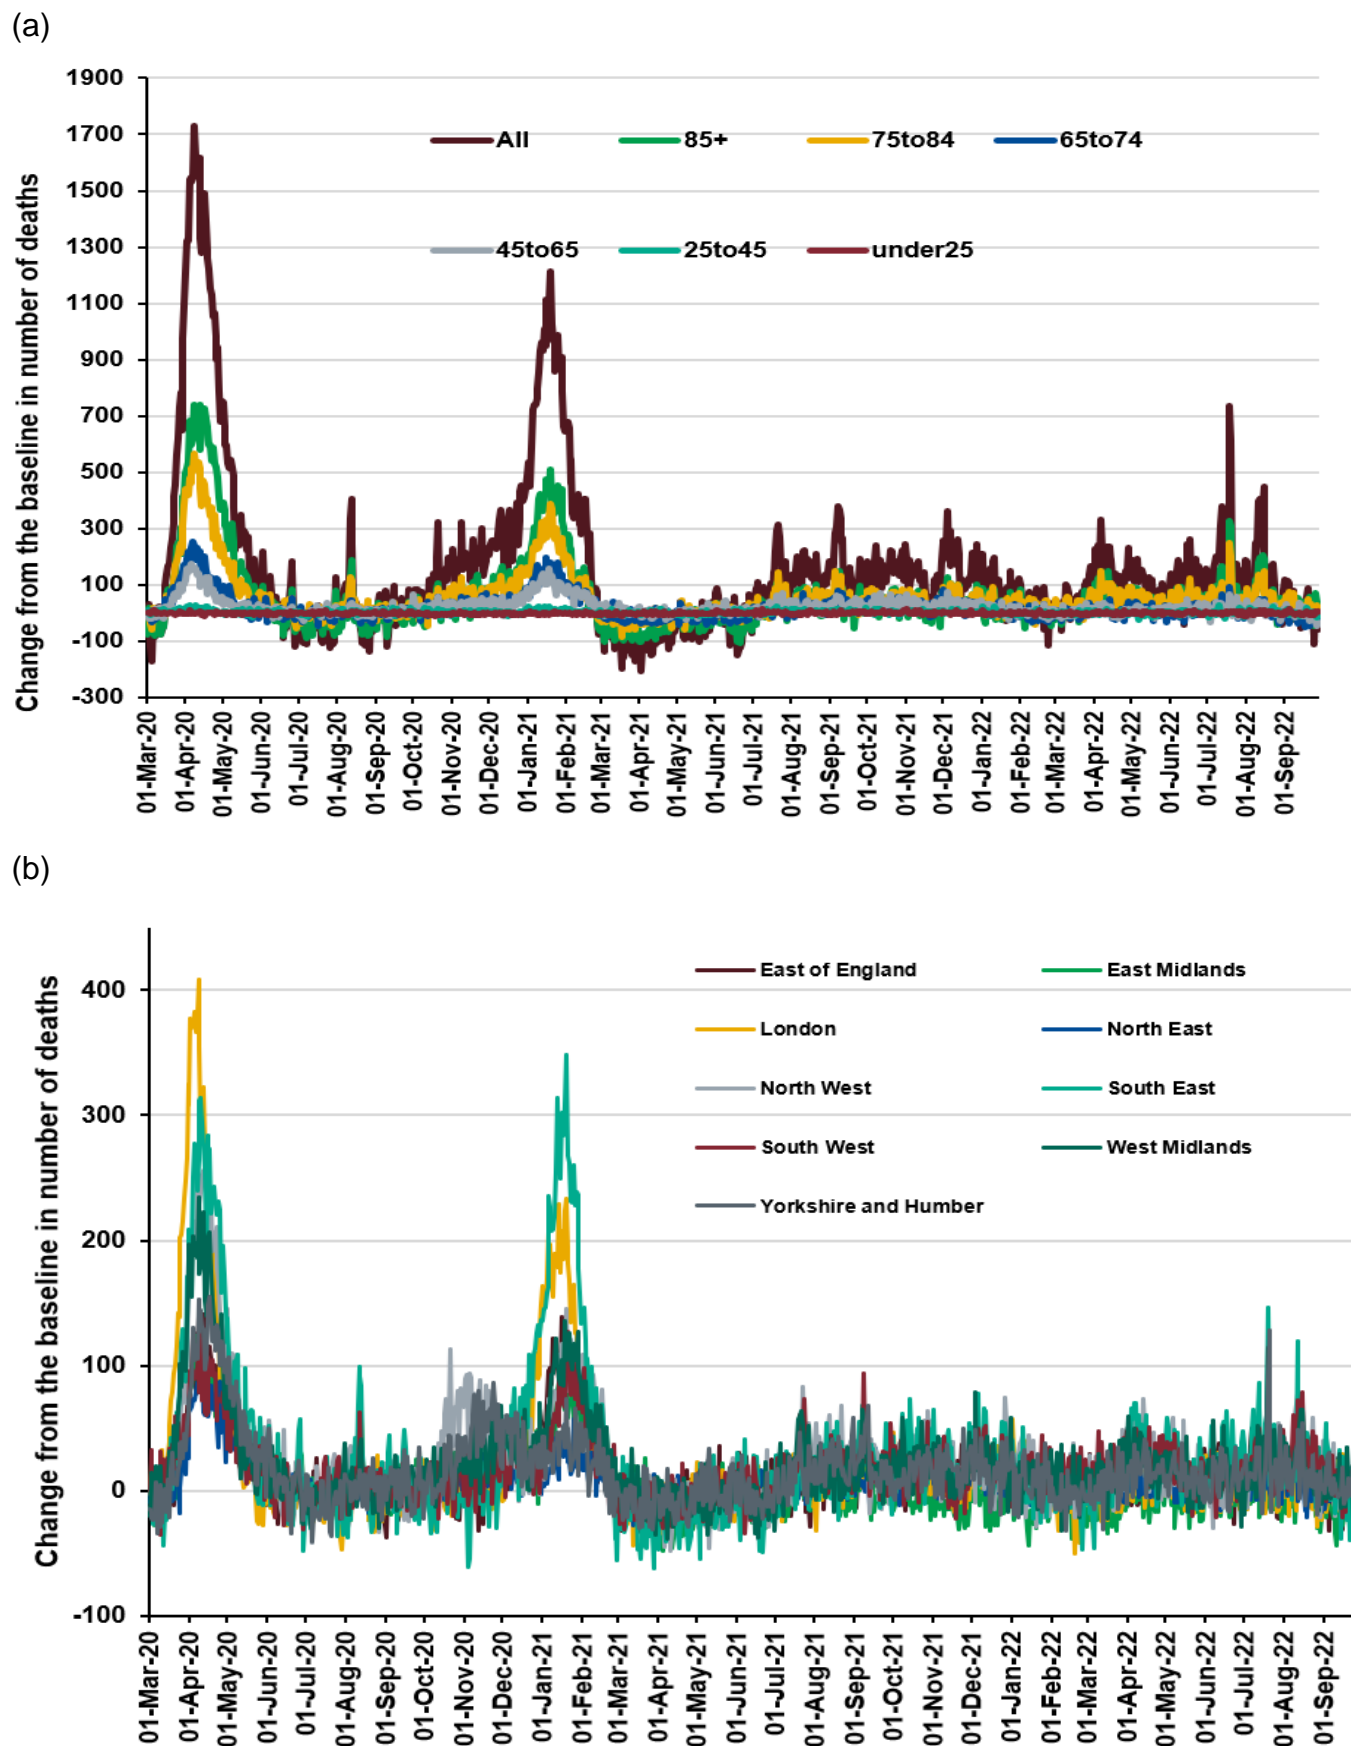 (a)
Change from the baseline in number of deaths
1900
1700
1500
1300
1100
900
700
500
300
100
-100
-300
All 85+ 75to84 65to74
45to65 25to45 under25
01-Mar-20 01-Apr-20 01-May-20 01-Jun-20 01-Jul-20 01-Aug-20 01-Sep-20 01-Oct-20 01-Nov-20 01-Dec-20 01-Jan-21 01-Feb-21 01-Mar-21 01-Apr-21 01-May-21 01-Jun-21 01-Jul-21 01-Aug-21 01-Sep-21 01-Oct-21 01-Nov-21 01-Dec-21 01-Jan-22 01-Feb-22 01-Mar-22 01-Apr-22 01-May-22 01-Jun-22 01-Jul-22 01-Aug-22 01-Sep-22
(b)
Change from the baseline in number of deaths
400
300
200
100
0
-100
East of England East Midlands
London North East
North West South East
South West West Midlands
Yorkshire and Humber
01-Mar-20 01-Apr-20 01-May-20 01-Jun-20 01-Jul-20 01-Aug-20 01-Sep-20 01-Oct-20 01-Nov-20 01-Dec-20 01-Jan-21 01-Feb-21 01-Mar-21 01-Apr-21 01-May-21 01-Jun-21 01-Jul-21 01-Aug-21 01-Sep-21 01-Oct-21 01-Nov-21 01-Dec-21 01-Jan-22 01-Feb-22 01-Mar-22 01-Apr-22 01-May-22 01-Jun-22 01-Jul-22 01-Aug-22 01-Sep-22